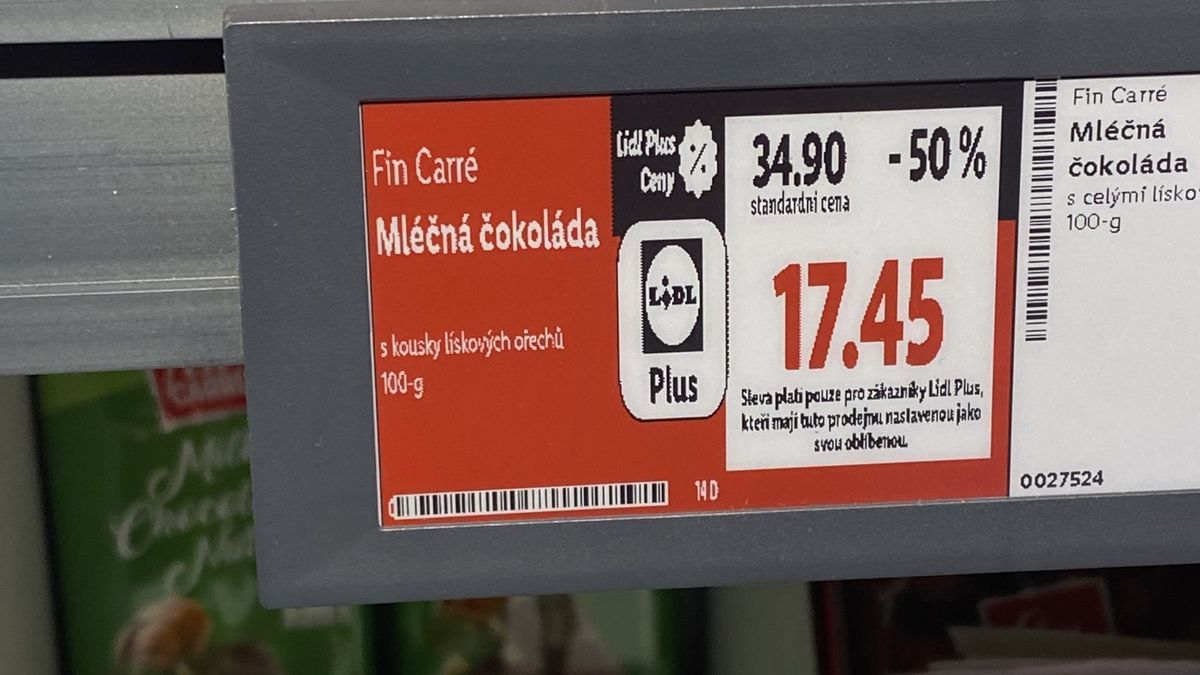 Fin Carré
Mléčná čokoláda
s kousky lískových ořechů
100-g
14 D
Lidl Plus
Ceny
%
LIDL
Plus
34.90 -50%
standardní cena
17.45
Sleva platí pouze pro zákazníky Lidl Plus,
kteří mají tuto prodejnu nastavenou jako
svou oblíbenou.
Fin Carré
Mléčná
čokoláda
s celými
100-g
0027524
Milk